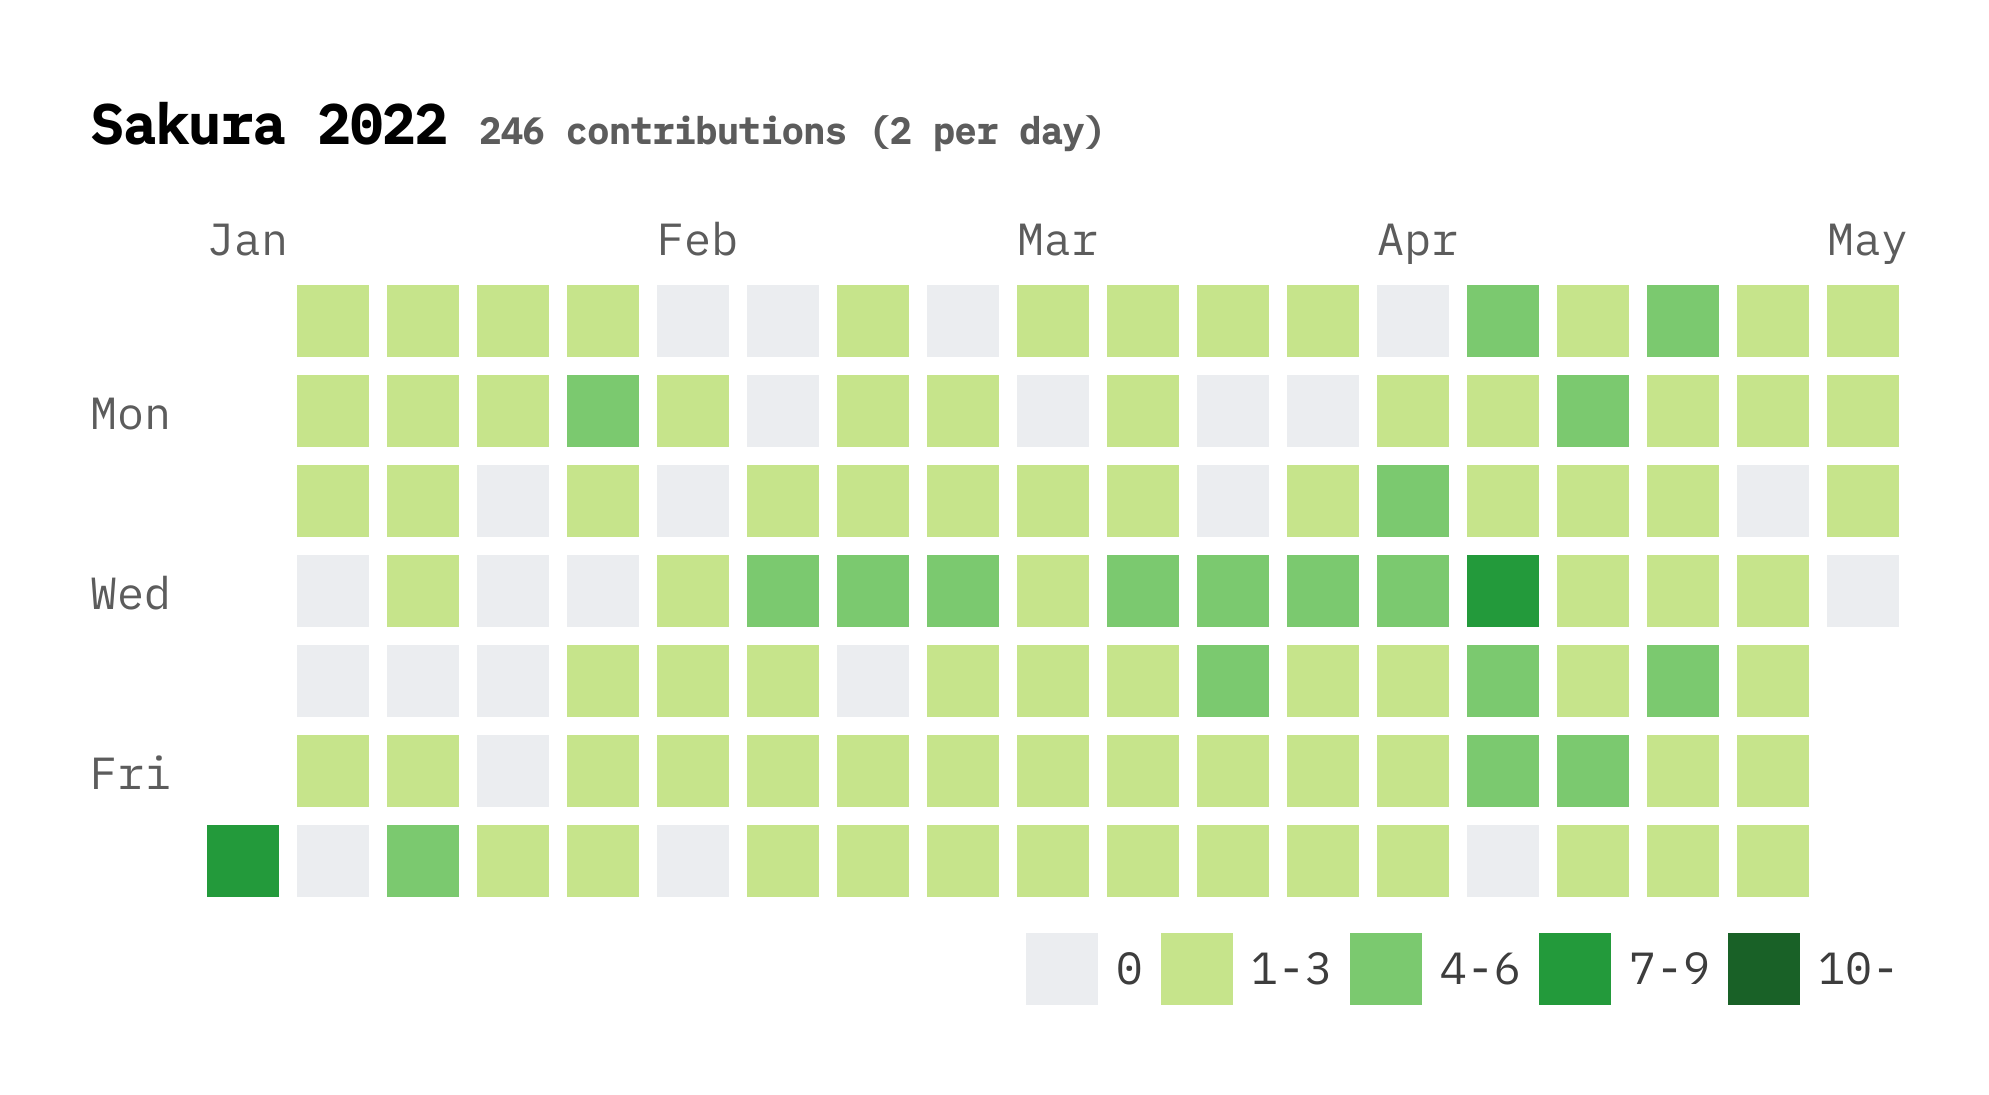 Sakura 2022 246 contributions (2 per day)
Jan Feb Mar Apr May
Mon
Wed
Fri
0 1-3 4-6 7-9 10-